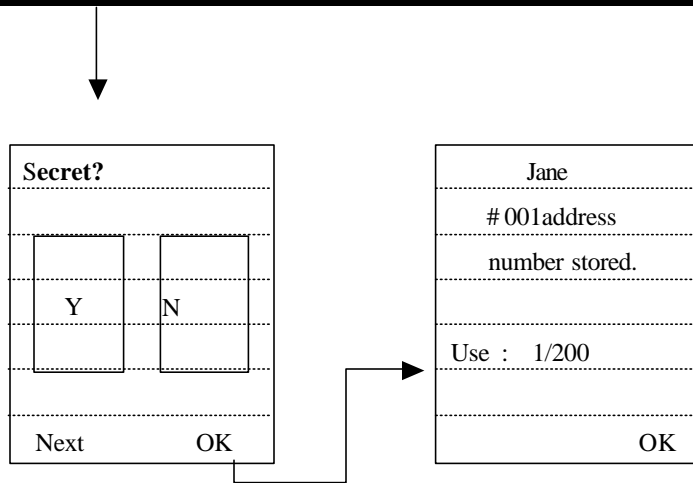 Secret?
Y N
Next OK
Jane
# 001address
number stored.
Use : 1/200
OK